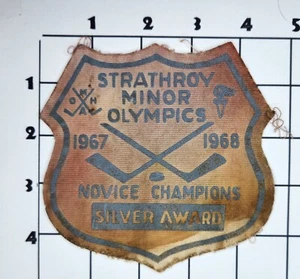 STRATHROY
MINOR
OLYMPICS
O M H A
1967 1968
NOVICE CHAMPIONS
SILVER AWARD
1
2
3
4